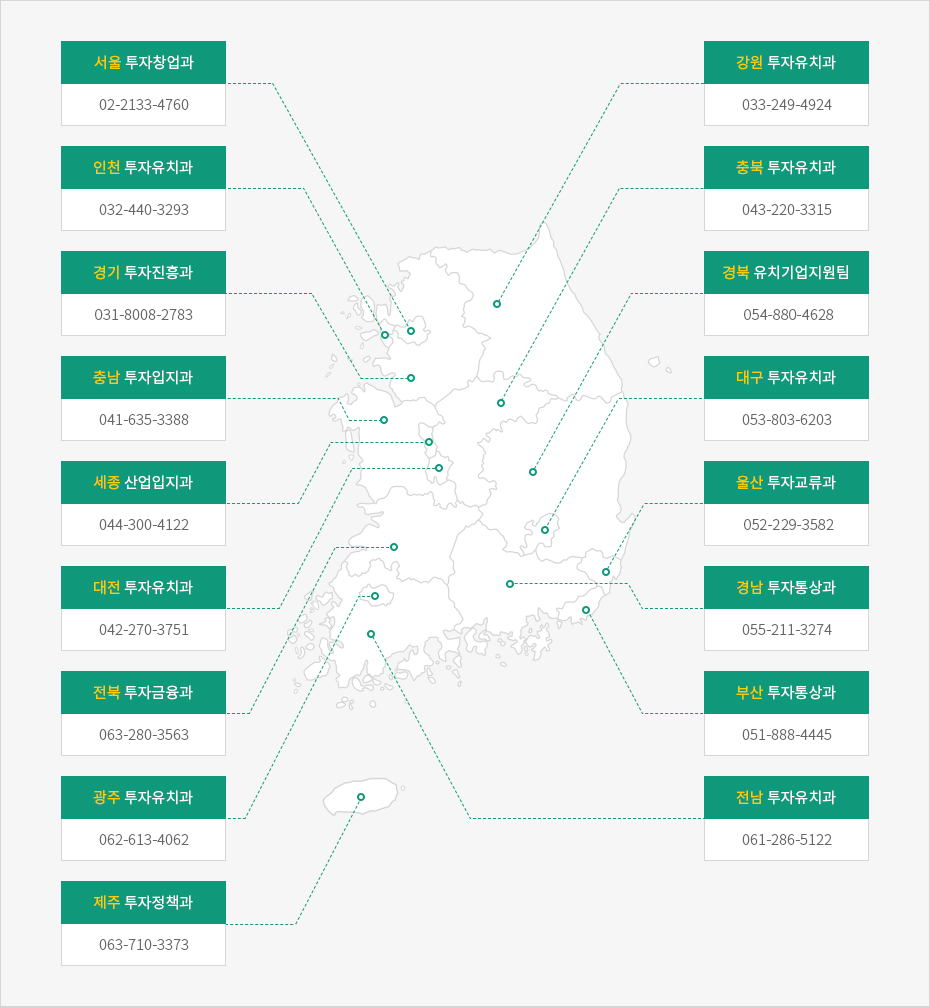 서울 투자창업과
02-2133-4760
인천 투자유치과
032-440-3293
경기 투자진흥과
031-8008-2783
충남 투자입지과
041-635-3388
세종 산업입지과
044-300-4122
대전 투자유치과
042-270-3751
전북 투자금융과
063-280-3563
광주 투자유치과
062-613-4062
제주 투자정책과
063-710-3373
강원 투자유치과
033-249-4924
충북 투자유치과
043-220-3315
경북 유치기업지원팀
054-880-4628
대구 투자유치과
053-803-6203
울산 투자교류과
052-229-3582
경남 투자통상과
055-211-3274
부산 투자통상과
051-888-4445
전남 투자유치과
061-286-5122